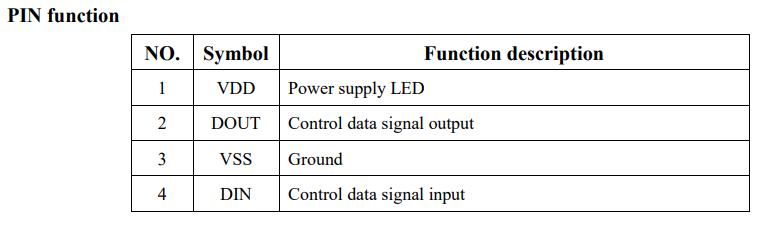 PIN function
NO. Symbol Function description
1 VDD Power supply LED
2 DOUT Control data signal output
3 VSS Ground
4 DIN Control data signal input